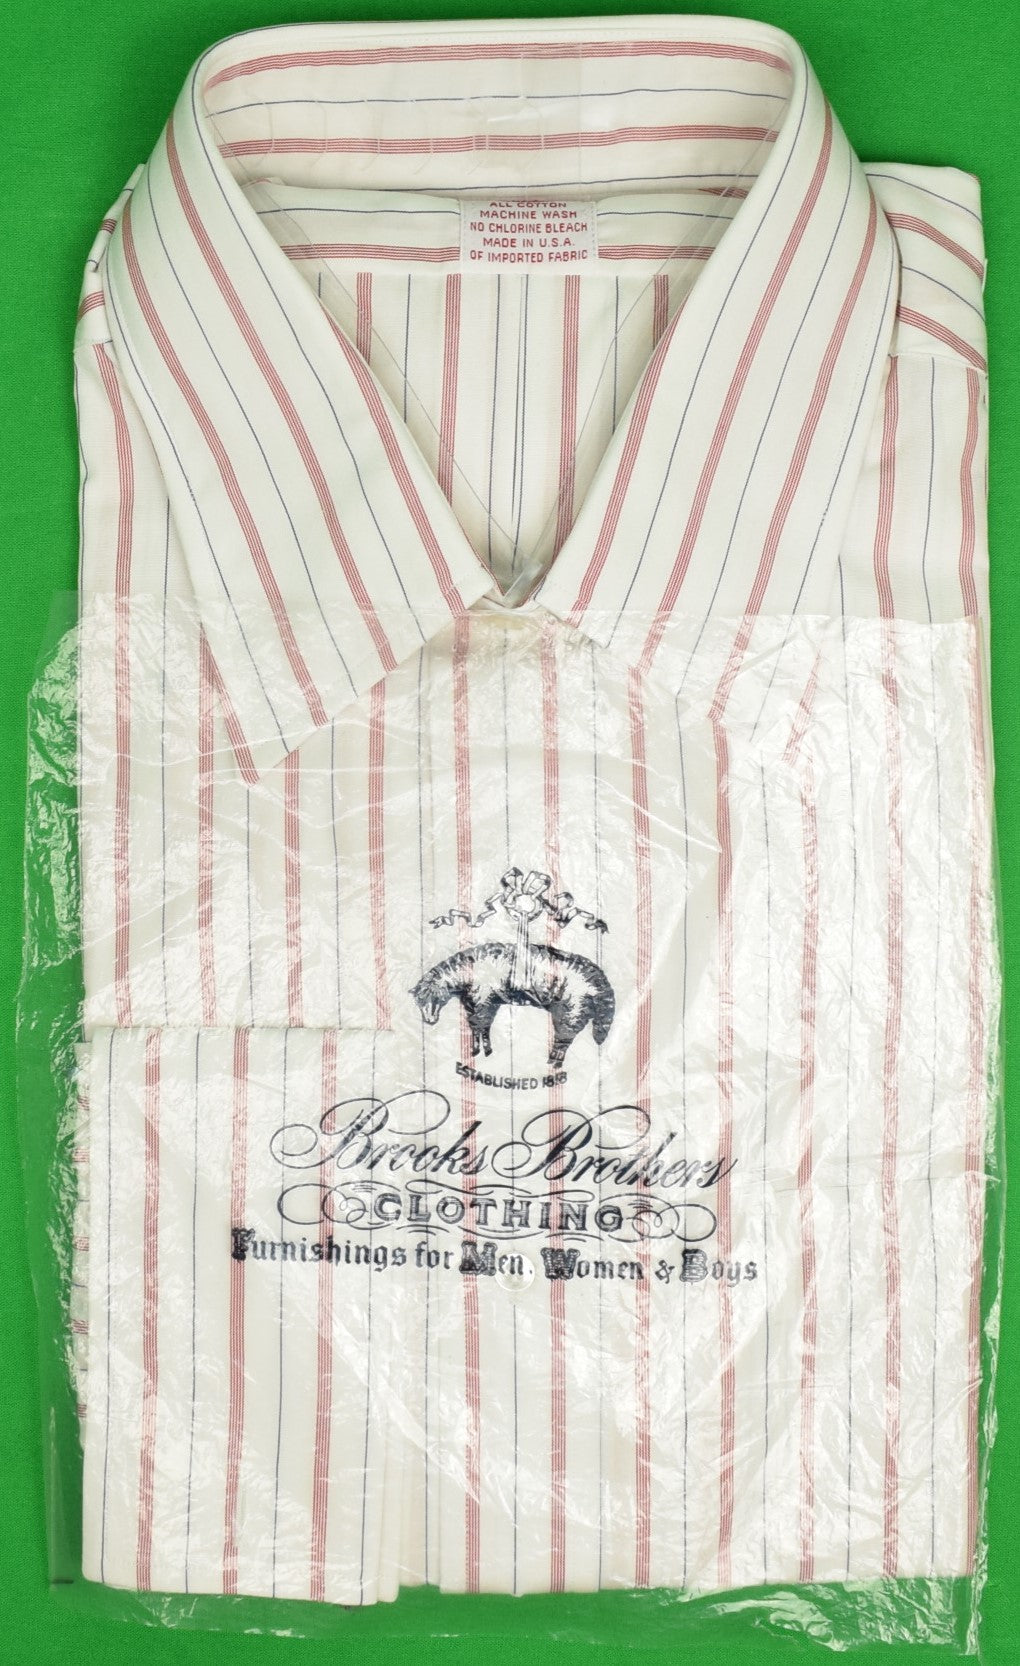 ALL COTTON
MACHINE WASH
NO CHLORINE BLEACH
MADE IN U.S.A.
OF IMPORTED FABRIC
ESTABLISHED 1818
Brooks Brothers
CLOTHING
Furnishings for Men, Women & Boys